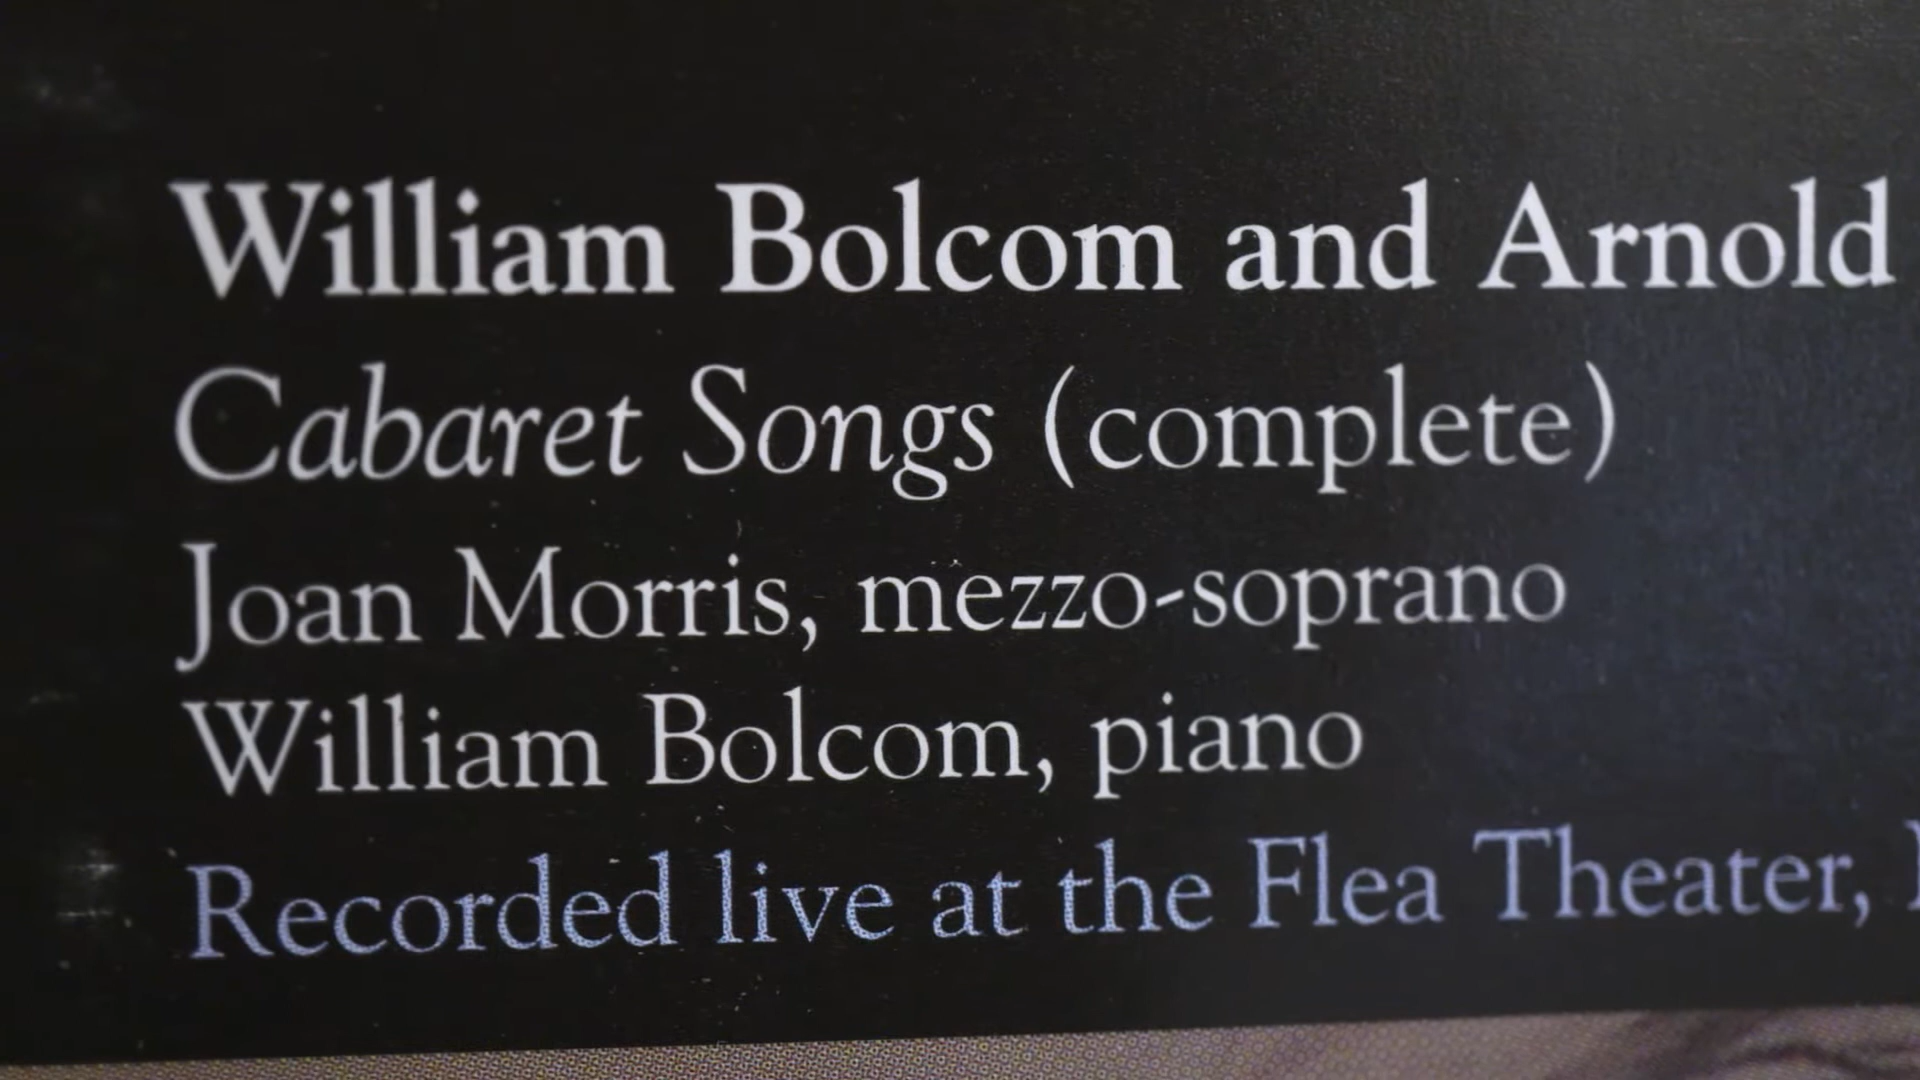 William Bolcom and Arnold
Cabaret Songs (complete)
Joan Morris, mezzo-soprano
William Bolcom, piano
Recorded live at the Flea Theater,